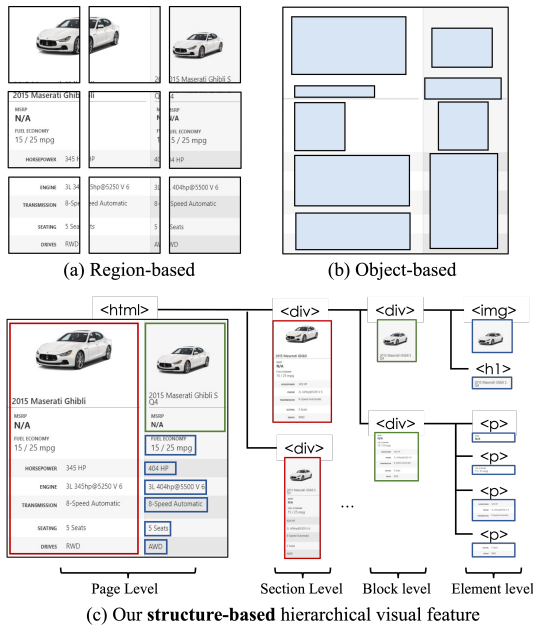 2015 Maserati Ghibli
2015 Maserati Ghibli S
Q4
MSRP
N/A
FUEL ECONOMY
15 / 25 mpg
HORSEPOWER 345 HP 404 HP
ENGINE 3L 345hp@5250 V 6 3L 404hp@5500 V 6
TRANSMISSION 8-Speed Automatic 8-
SEATING 5 Seats 5 Seats
DRIVES RWD AWD
(a) Region-based
(b) Object-based
<html>
<div>
<div>
<img>
<h1>
<div>
<div>
<p>
<p>
<p>
<p>
...
2015 Maserati Ghibli
2015 Maserati Ghibli S
Q4
MSRP MSRP
N/A N/A
FUEL ECONOMY FUEL ECONOMY
15 / 25 mpg 15 / 25 mpg
HORSEPOWER 345 HP 404 HP
ENGINE 3L 345hp@5250 V 6 3L 404hp@5500 V 6
TRANSMISSION 8-Speed Automatic 8-Speed Automatic
SEATING 5 Seats 5 Seats
DRIVES RWD AWD
Page Level Section Level Block level Element level
(c) Our structure-based hierarchical visual feature